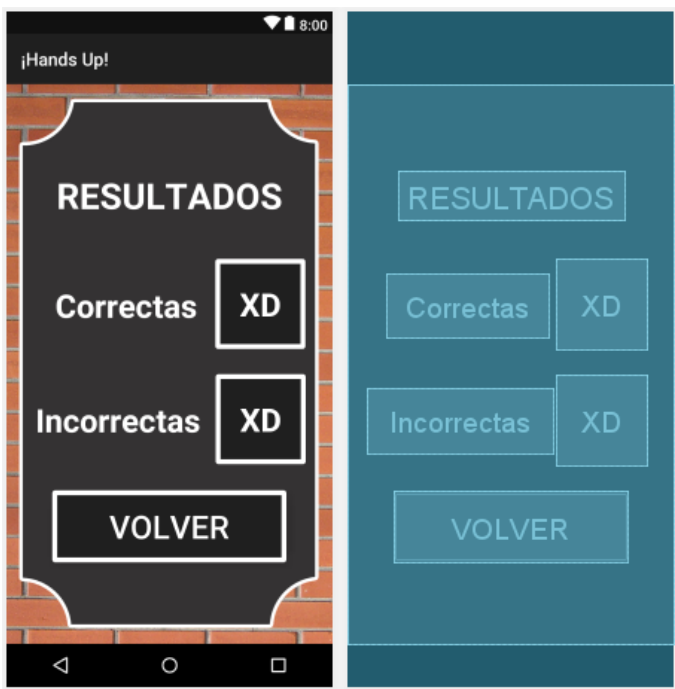 8:00
¡Hands Up!
RESULTADOS
Correctas XD
Incorrectas XD
VOLVER
RESULTADOS
Correctas XD
Incorrectas XD
VOLVER